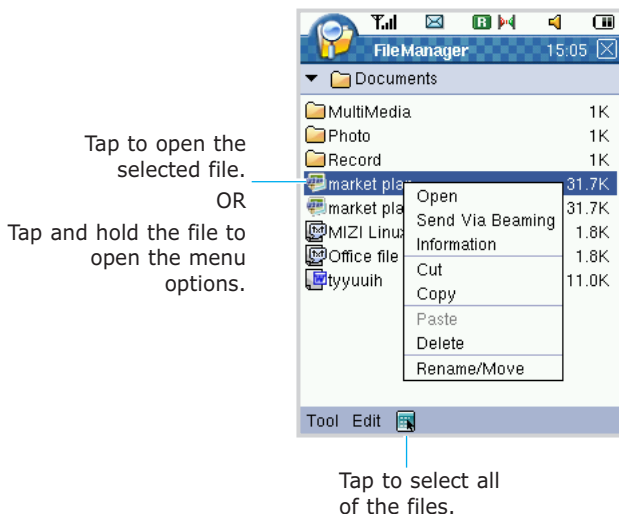 FileManager 15:05
Documents
MultiMedia 1K
Photo 1K
Record 1K
market plan 31.7K
market pla 31.7K
MIZI Linux 1.8K
Office file 1.8K
tyyuuih 11.0K
Open
Send Via Beaming
Information
Cut
Copy
Paste
Delete
Rename/Move
Tool Edit
Tap to open the
selected file.
OR
Tap and hold the file to
open the menu
options.
Tap to select all
of the files.